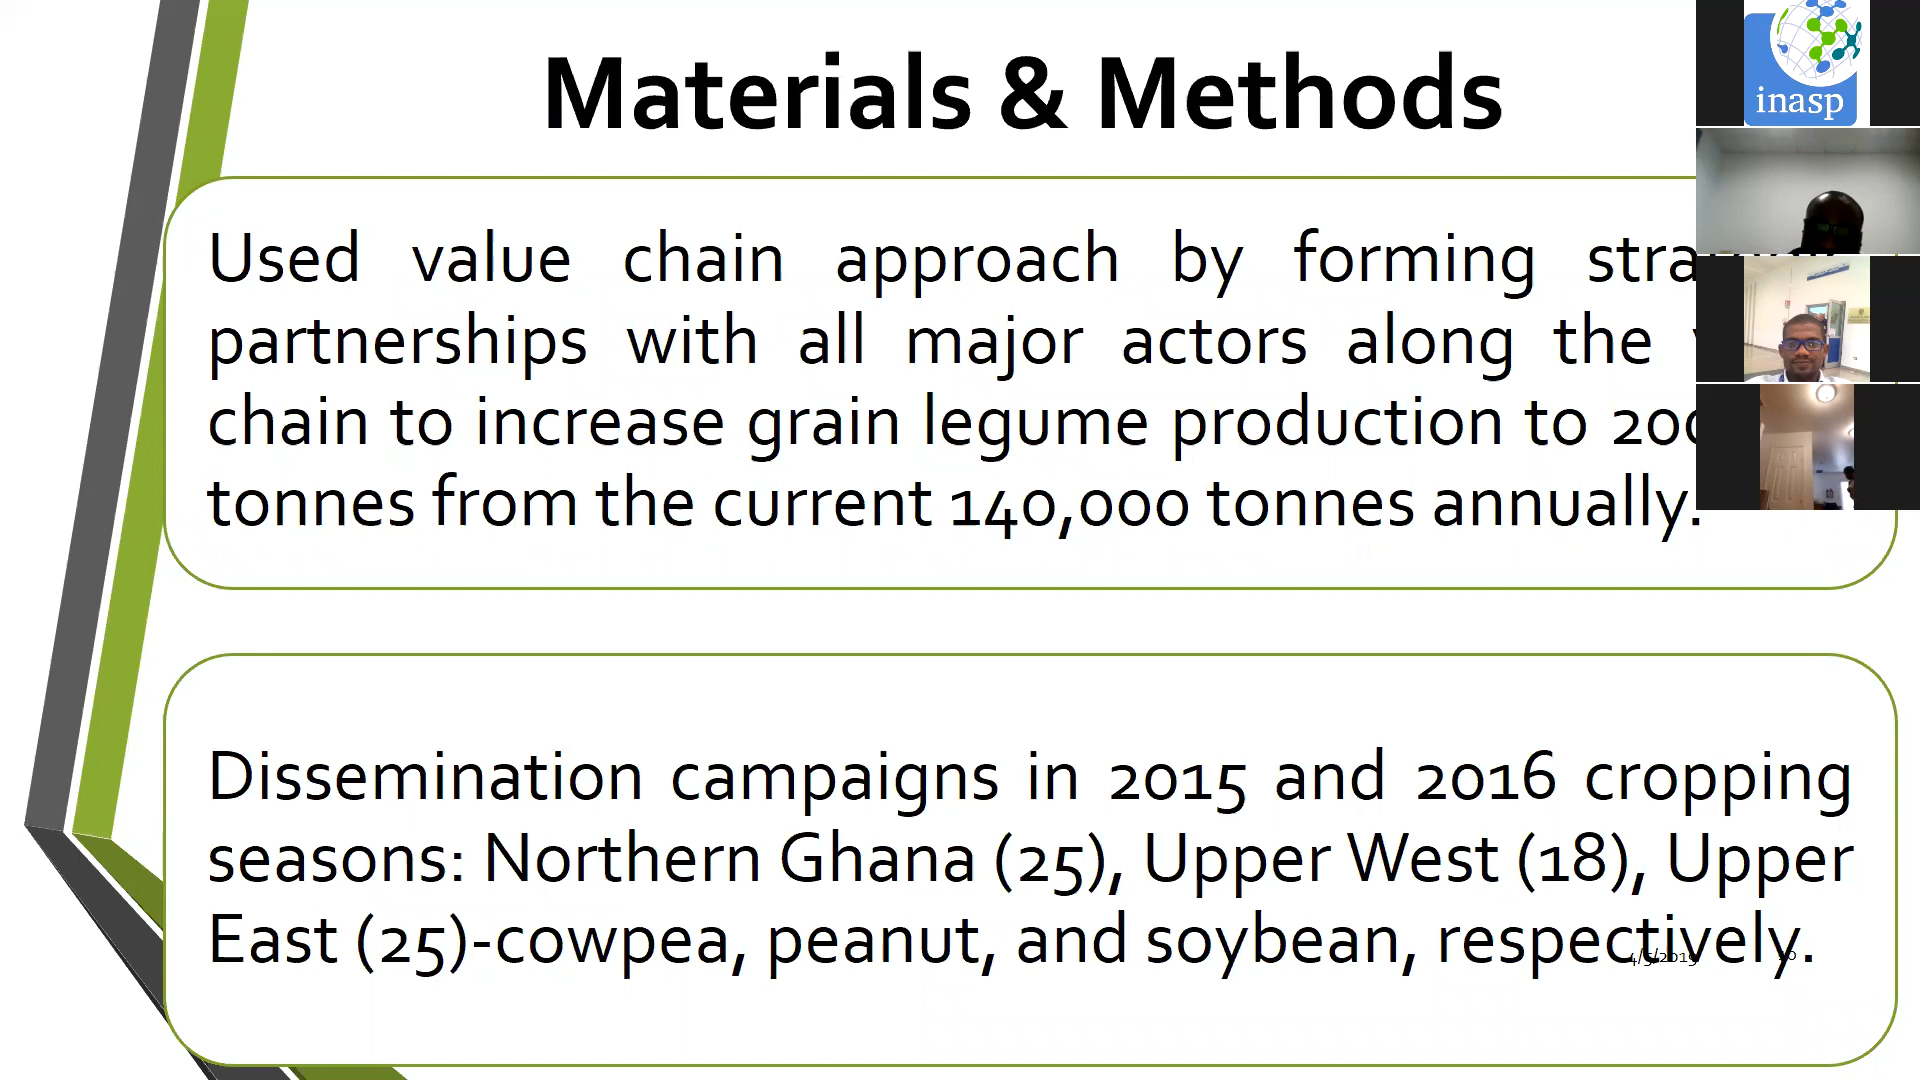 Materials & Methods
inasp
Used value chain approach by forming
partnerships with all major actors along the
chain to increase grain legume production to
tonnes from the current 140,000 tonnes annually.
Dissemination campaigns in 2015 and 2016 cropping
seasons: Northern Ghana (25), Upper West (18), Upper
East (25)-cowpea, peanut, and soybean, respectively.